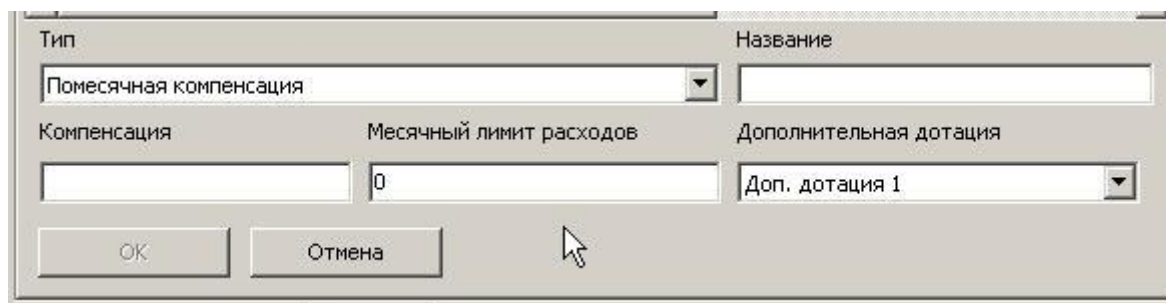 Тип Название
Помесячная компенсация
Компенсация Месячный лимит расходов Дополнительная дотация
0 Доп. дотация 1
OK Отмена